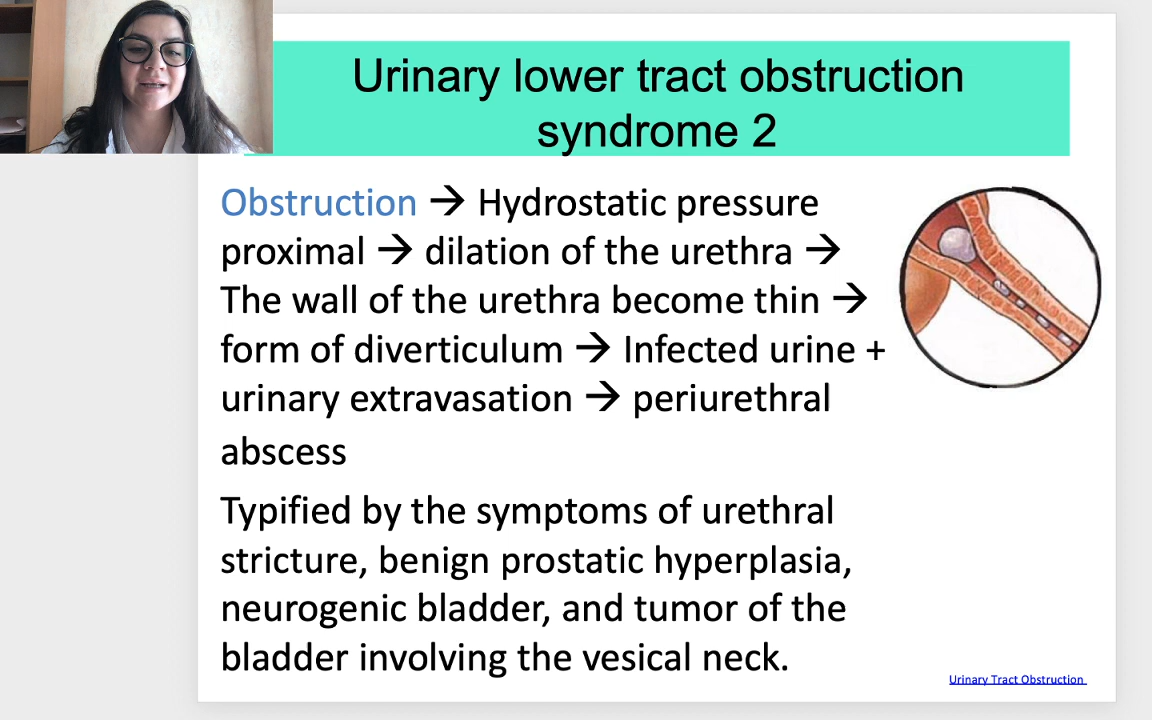 Urinary lower tract obstruction
syndrome 2
Obstruction → Hydrostatic pressure
proximal → dilation of the urethra →
The wall of the urethra become thin →
form of diverticulum → Infected urine +
urinary extravasation → periurethral
abscess
Typified by the symptoms of urethral
stricture, benign prostatic hyperplasia,
neurogenic bladder, and tumor of the
bladder involving the vesical neck.
Urinary Tract Obstruction